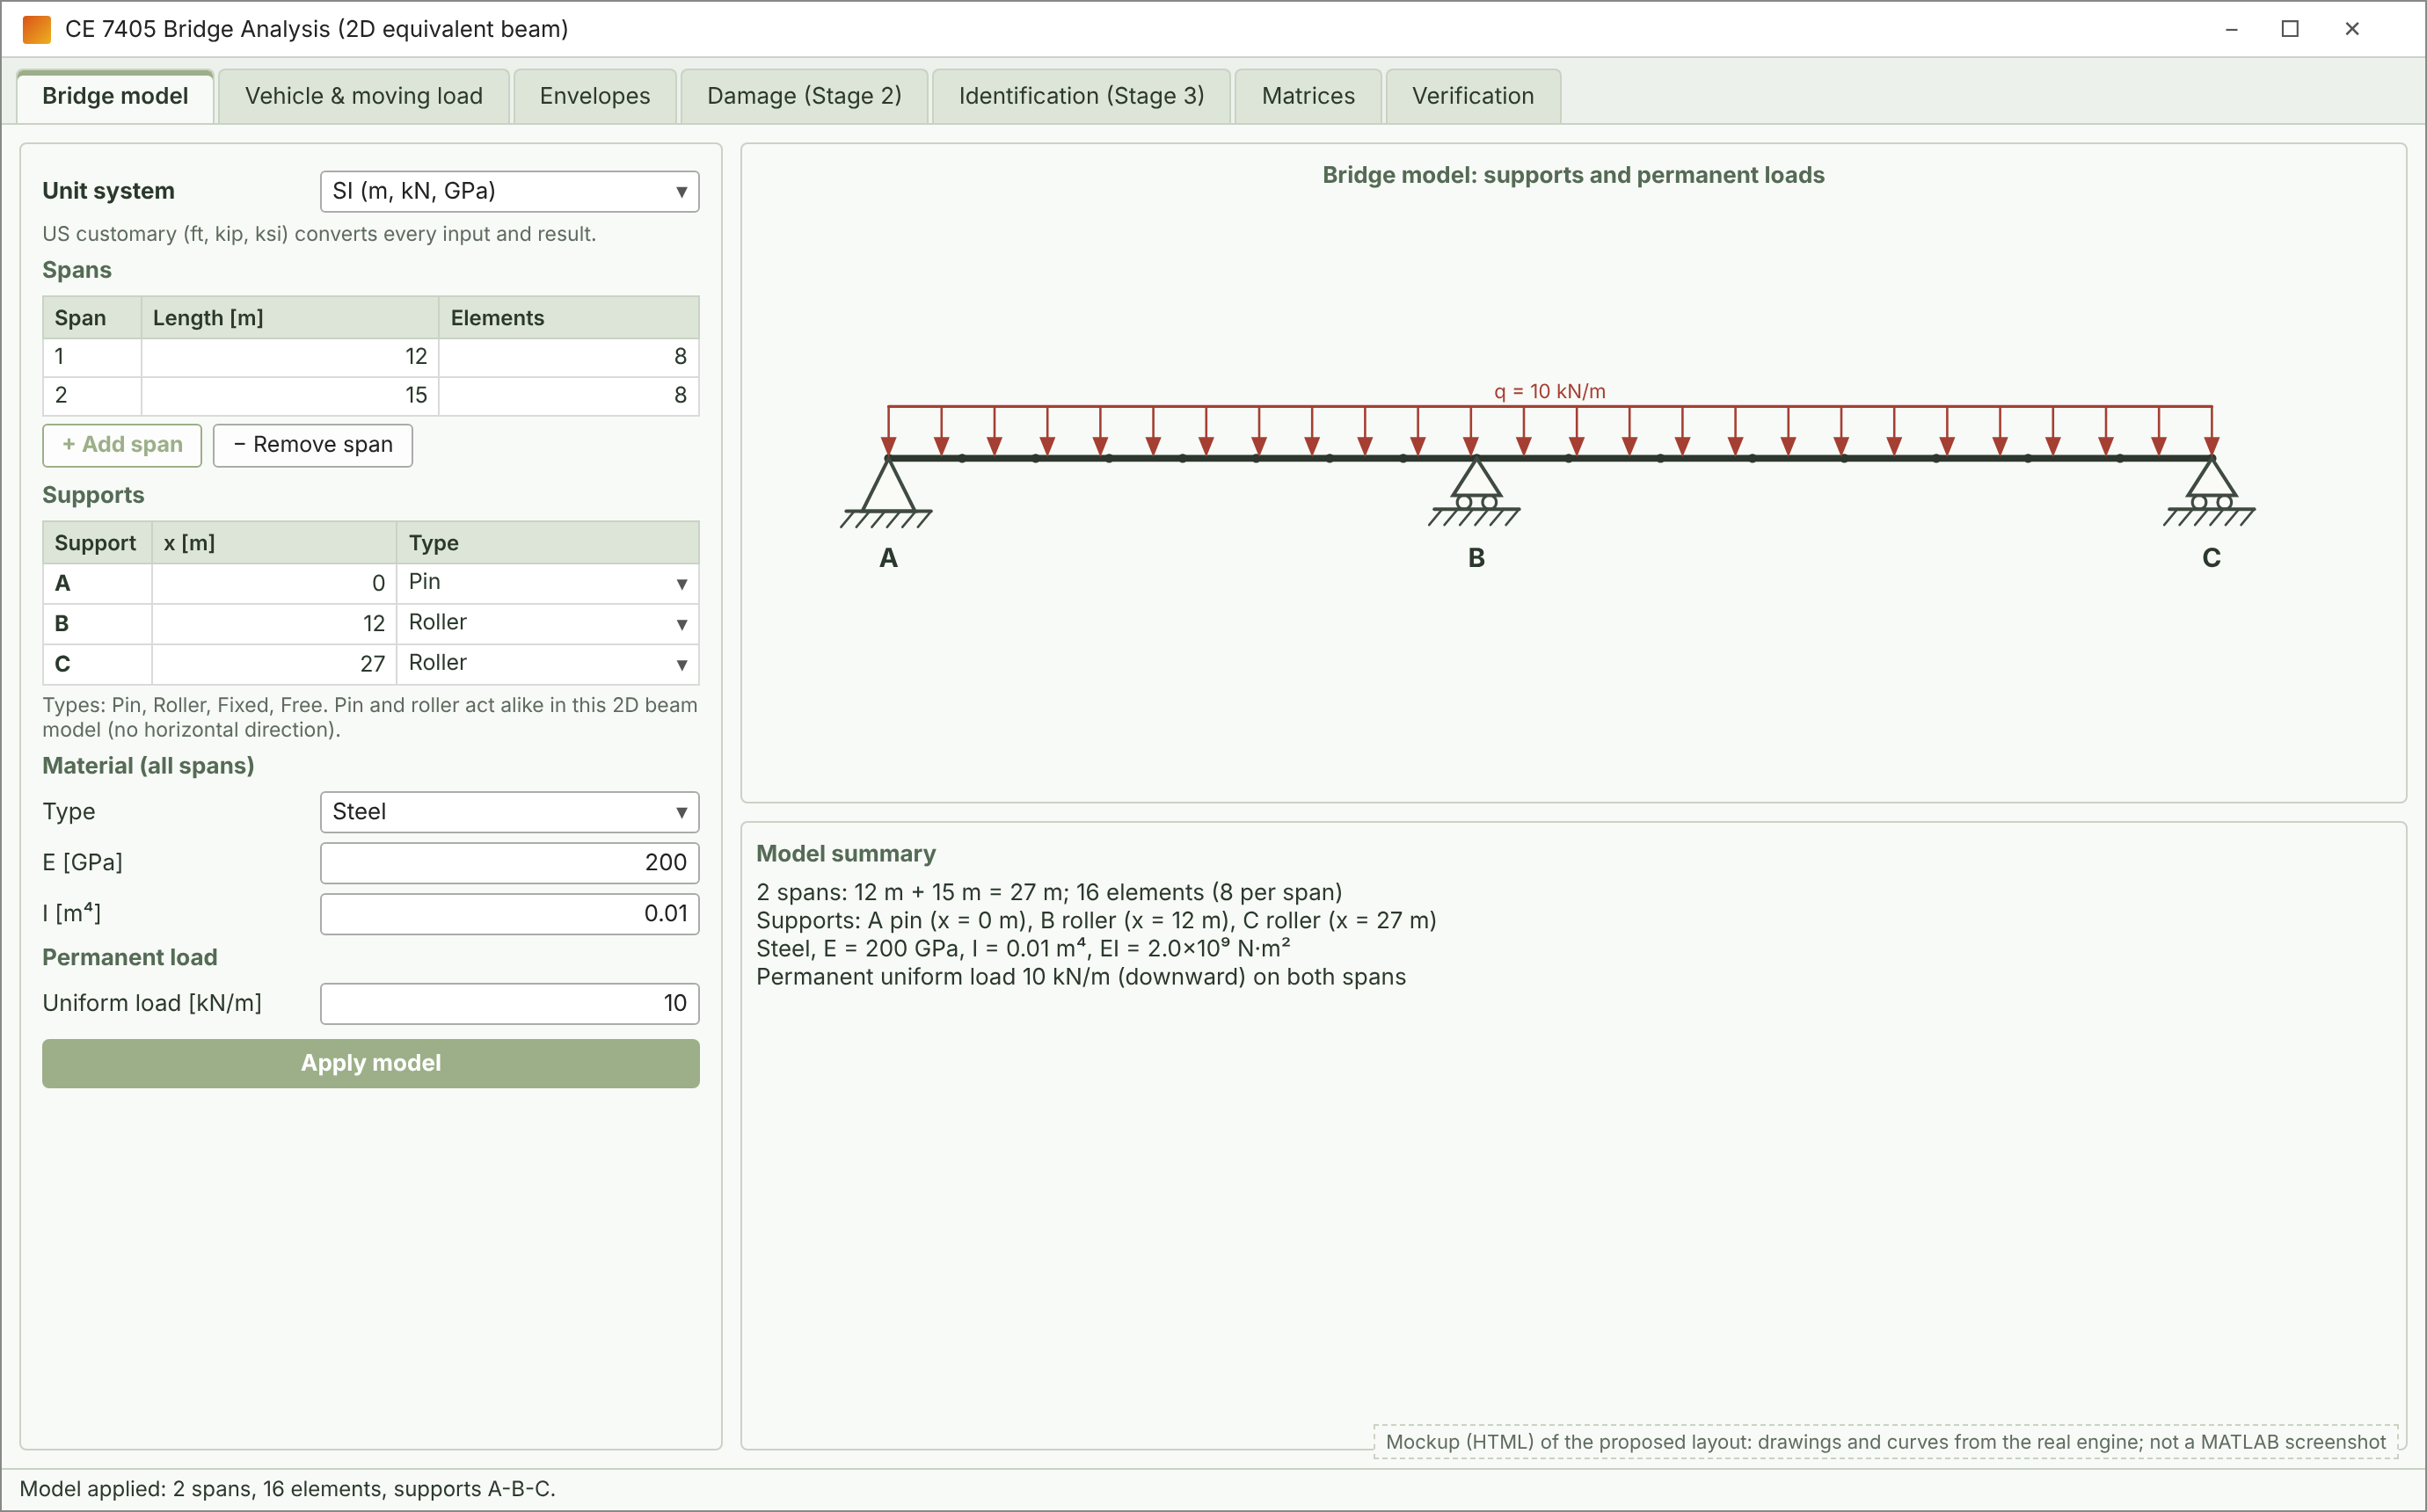 CE 7405 Bridge Analysis (2D equivalent beam)
Bridge model
Vehicle & moving load
Envelopes
Damage (Stage 2)
Identification (Stage 3)
Matrices
Verification
Unit system
SI (m, kN, GPa)
US customary (ft, kip, ksi) converts every input and result.
Spans
Span Length [m] Elements
1 12 8
2 15 8
+ Add span
− Remove span
Supports
Support x [m] Type
A 0 Pin
B 12 Roller
C 27 Roller
Types: Pin, Roller, Fixed, Free. Pin and roller act alike in this 2D beam
model (no horizontal direction).
Material (all spans)
Type Steel
E [GPa] 200
I [m⁴] 0.01
Permanent load
Uniform load [kN/m] 10
Apply model
Bridge model: supports and permanent loads
q = 10 kN/m
A
B
C
Model summary
2 spans: 12 m + 15 m = 27 m; 16 elements (8 per span)
Supports: A pin (x = 0 m), B roller (x = 12 m), C roller (x = 27 m)
Steel, E = 200 GPa, I = 0.01 m⁴, EI = 2.0×10⁹ N·m²
Permanent uniform load 10 kN/m (downward) on both spans
Mockup (HTML) of the proposed layout: drawings and curves from the real engine; not a MATLAB screenshot
Model applied: 2 spans, 16 elements, supports A-B-C.